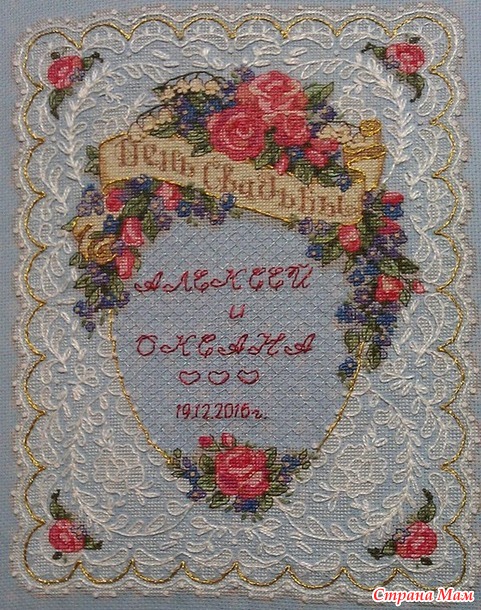 День Свадьбы
АЛЕКСЕЙ
и
ОКСАНА
19.12.2016г.
Страна Мам